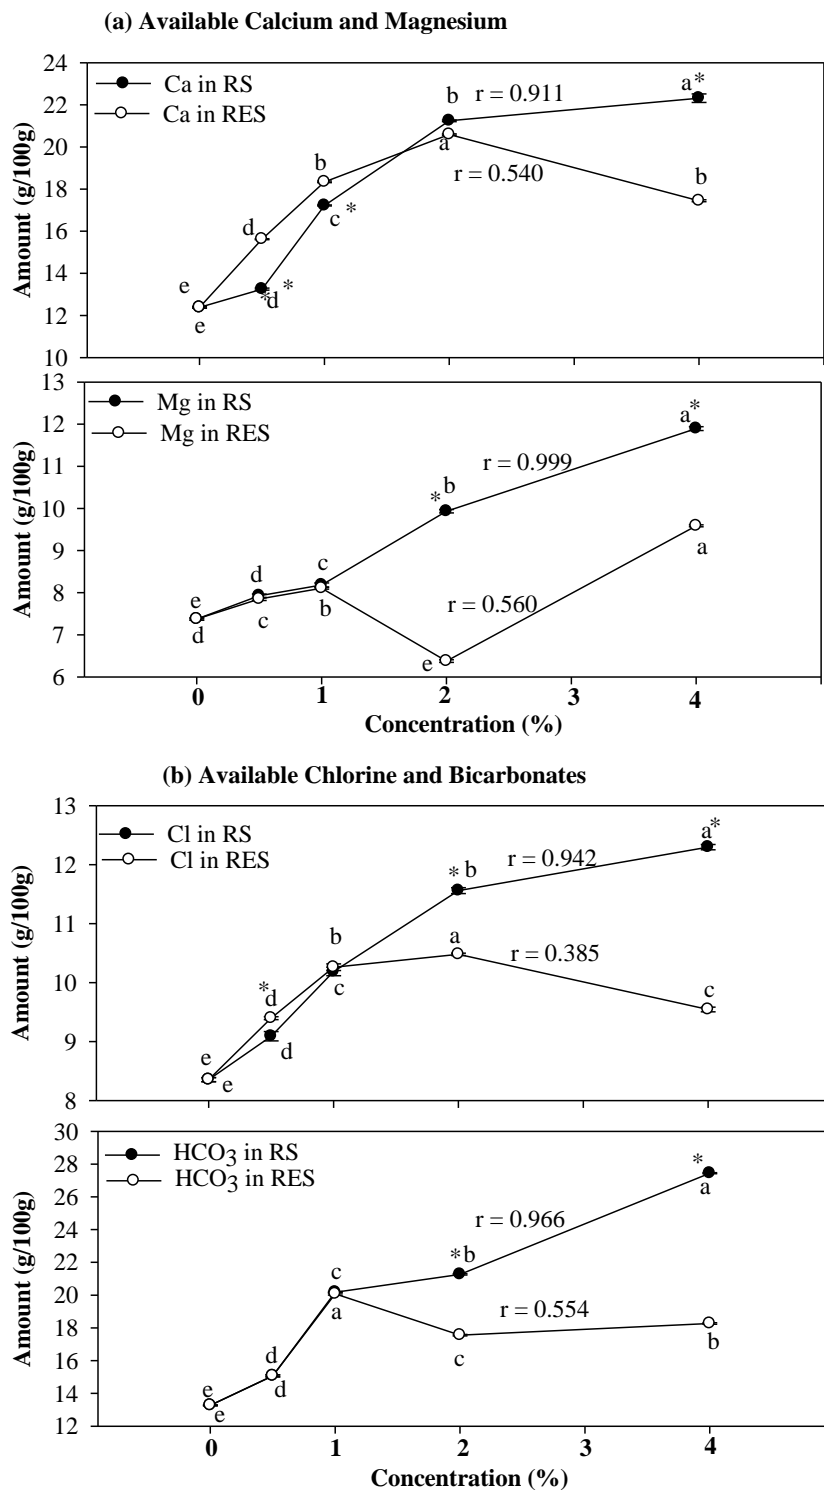 (a) Available Calcium and Magnesium
24
22
20
18
16
14
12
10
Amount (g/100g)
Ca in RS
Ca in RES
b
r = 0.911
a*
a
r = 0.540
b
b
c *
d
* d *
e
e
13
12
11
10
9
8
7
6
Amount (g/100g)
Mg in RS
Mg in RES
a*
r = 0.999
* b
a
c
d
b
r = 0.560
e
c
d
e
0
1
2
3
4
Concentration (%)
(b) Available Chlorine and Bicarbonates
13
12
11
10
9
8
Amount (g/100g)
Cl in RS
Cl in RES
a*
r = 0.942
* b
b
a
r = 0.385
* d
c
c
d
e
e
30
28
26
24
22
20
18
16
14
12
Amount (g/100g)
HCO3 in RS
HCO3 in RES
*
a
r = 0.966
*b
c
a
r = 0.554
d
c
b
d
e
e
0
1
2
3
4
Concentration (%)